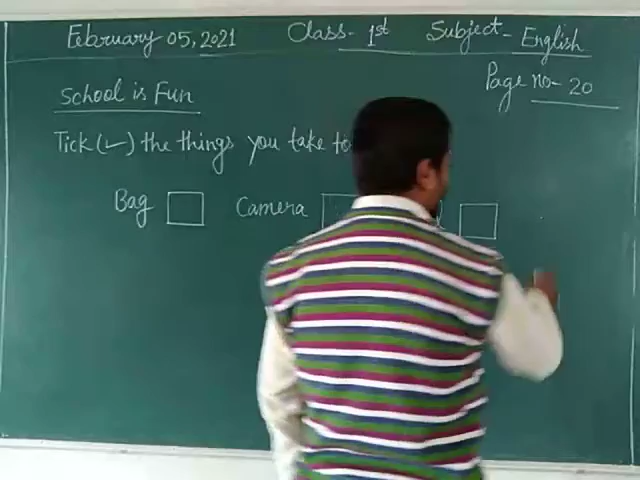 February 05, 2021 Class- 1st Subject- English
Page no- 20
School is Fun
Tick (✓) the things you take to
Bag Camera